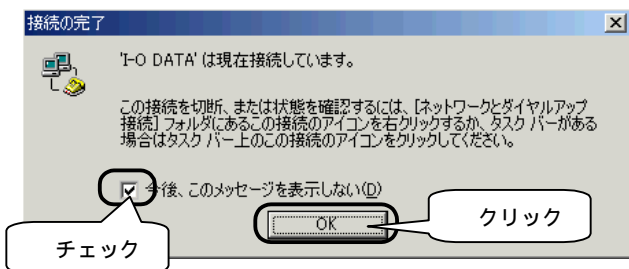 接続の完了
'I-O DATA' は現在接続しています。
この接続を切断、または状態を確認するには、[ネットワークとダイヤルアップ
接続] フォルダにあるこの接続のアイコンを右クリックするか、タスク バーがある
場合はタスク バー上のこの接続のアイコンをクリックしてください。
今後、このメッセージを表示しない(D)
OK
クリック
チェック